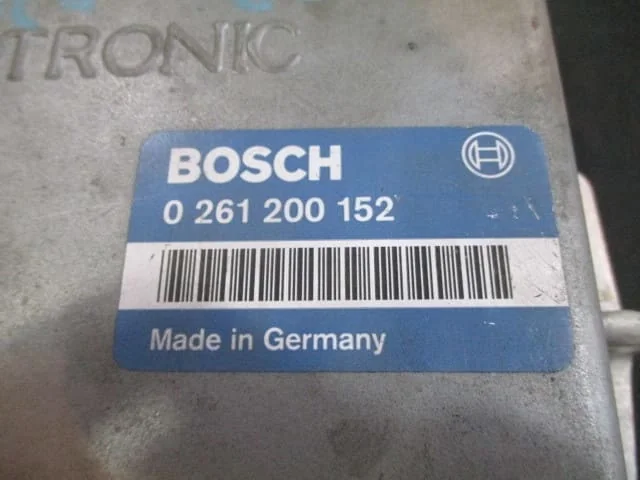 TRONIC
BOSCH
0 261 200 152
Made in Germany